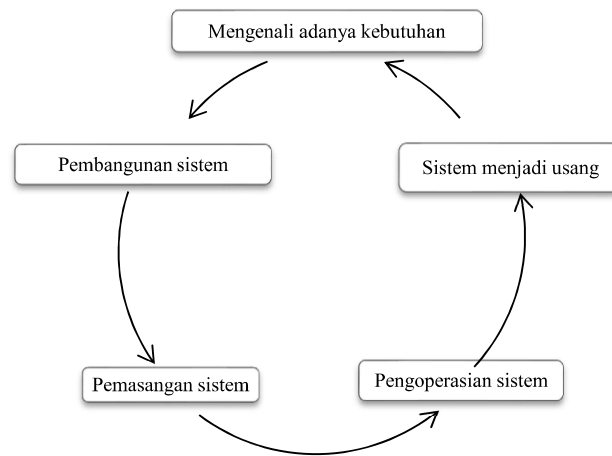 Mengenali adanya kebutuhan
Pembangunan sistem
Sistem menjadi usang
Pemasangan sistem
Pengoperasian sistem